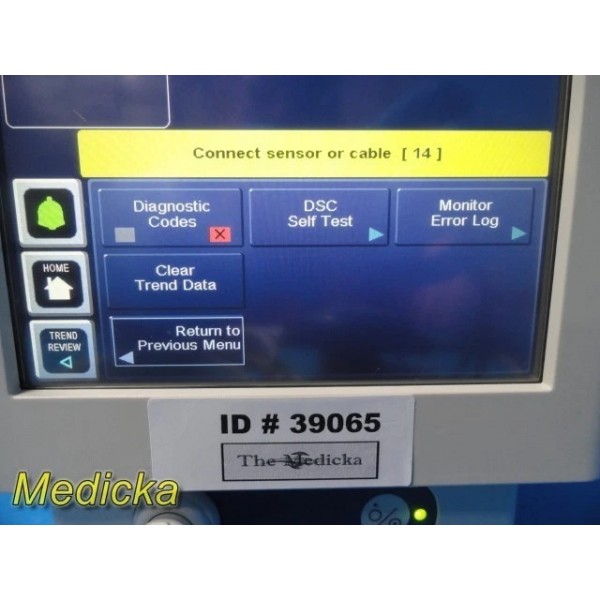 Connect sensor or cable [ 14 ]
Diagnostic
Codes
DSC
Self Test
Monitor
Error Log
HOME
Clear
Trend Data
TREND
REVIEW
Return to
Previous Menu
ID # 39065
The Medicka
Medicka